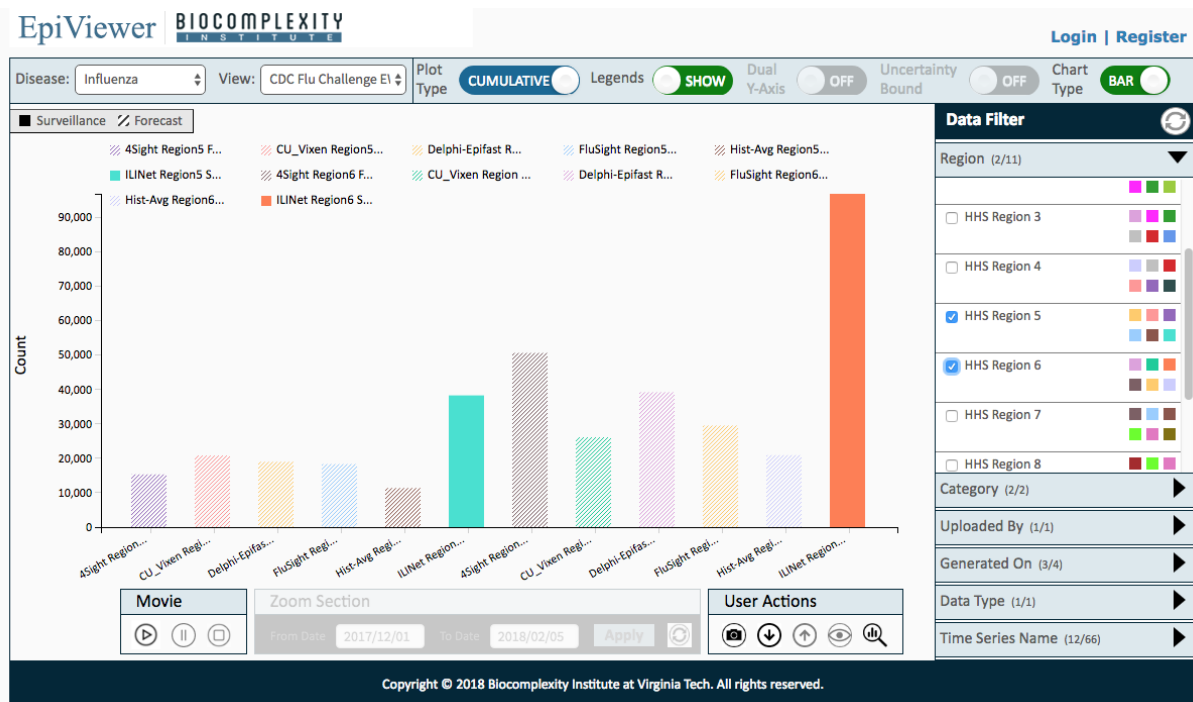 EpiViewer BIOCOMPLEXITY
INSTITUTE
Login | Register
Disease: Influenza View: CDC Flu Challenge E Plot Type CUMULATIVE Legends SHOW Dual Y-Axis OFF Uncertainty Bound OFF Chart Type BAR
Surveillance Forecast
4Sight Region5 F... CU_Vixen Region5... Delphi-Epifast R... FluSight Region5... Hist-Avg Region5...
ILINet Region5 S... 4Sight Region6 F... CU_Vixen Region ... Delphi-Epifast R... FluSight Region6...
Hist-Avg Region6... ILINet Region6 S...
Count
90,000
80,000
70,000
60,000
50,000
40,000
30,000
20,000
10,000
0
4Sight Region... CU_Vixen Regi... Delphi-Epifas... FluSight Regi... Hist-Avg Regi... ILINet Region... 4Sight Region... CU_Vixen Regi... Delphi-Epifas... FluSight Regi... Hist-Avg Regi... ILINet Region...
Data Filter
Region (2/11)
HHS Region 3
HHS Region 4
HHS Region 5
HHS Region 6
HHS Region 7
HHS Region 8
Category (2/2)
Uploaded By (1/1)
Generated On (3/4)
Data Type (1/1)
Time Series Name (12/66)
Movie
Zoom Section
From Date 2017/12/01 To Date 2018/02/05 Apply
User Actions
Copyright © 2018 Biocomplexity Institute at Virginia Tech. All rights reserved.